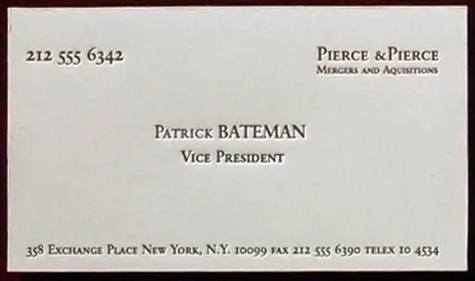 212 555 6342
PIERCE & PIERCE
MERGERS AND AQUISITIONS
PATRICK BATEMAN
VICE PRESIDENT
358 EXCHANGE PLACE NEW YORK, N.Y. 10099 FAX 212 555 6390 TELEX 10 4534